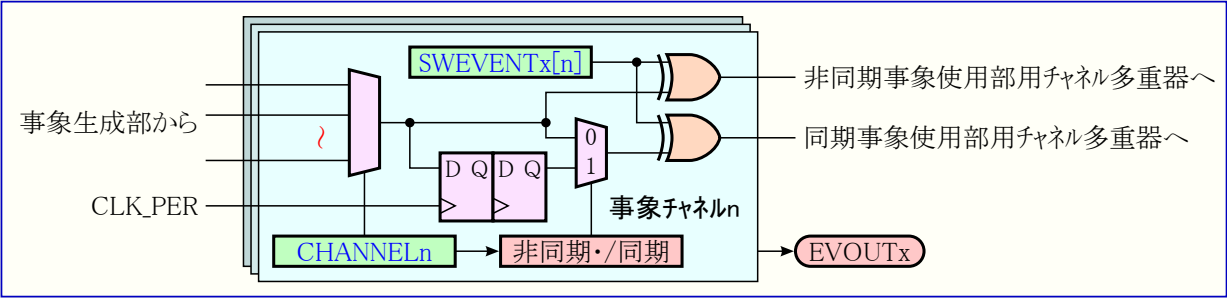 SWEVENTx[n]
非同期事象使用部用チャネル多重器へ
事象生成部から
～
同期事象使用部用チャネル多重器へ
0
1
D Q D Q
CLK_PER
事象チャネルn
CHANNELn
非同期・/同期
EVOUTx